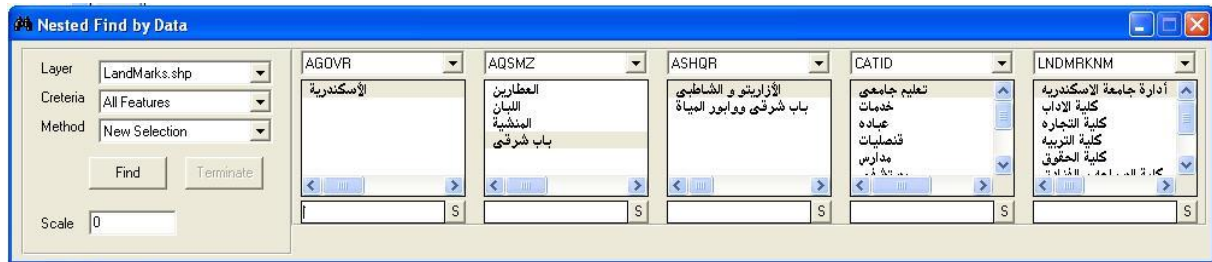 Nested Find by Data
Layer LandMarks.shp
Creteria All Features
Method New Selection
Find Terminate
Scale 0
AGOVR
الأسكندرية
S
AQSMZ
العطارين
اللبان
المنشية
باب شرقى
S
ASHQR
الأزاريتو و الشاطبى
باب شرقى ووابور المياة
S
CATID
تعليم جامعى
خدمات
عباده
قنصليات
مدارس
S
LNDMRKNM
أدارة جامعة الاسكندريه
كلية الاداب
كلية التجاره
كلية التربيه
كلية الحقوق
S